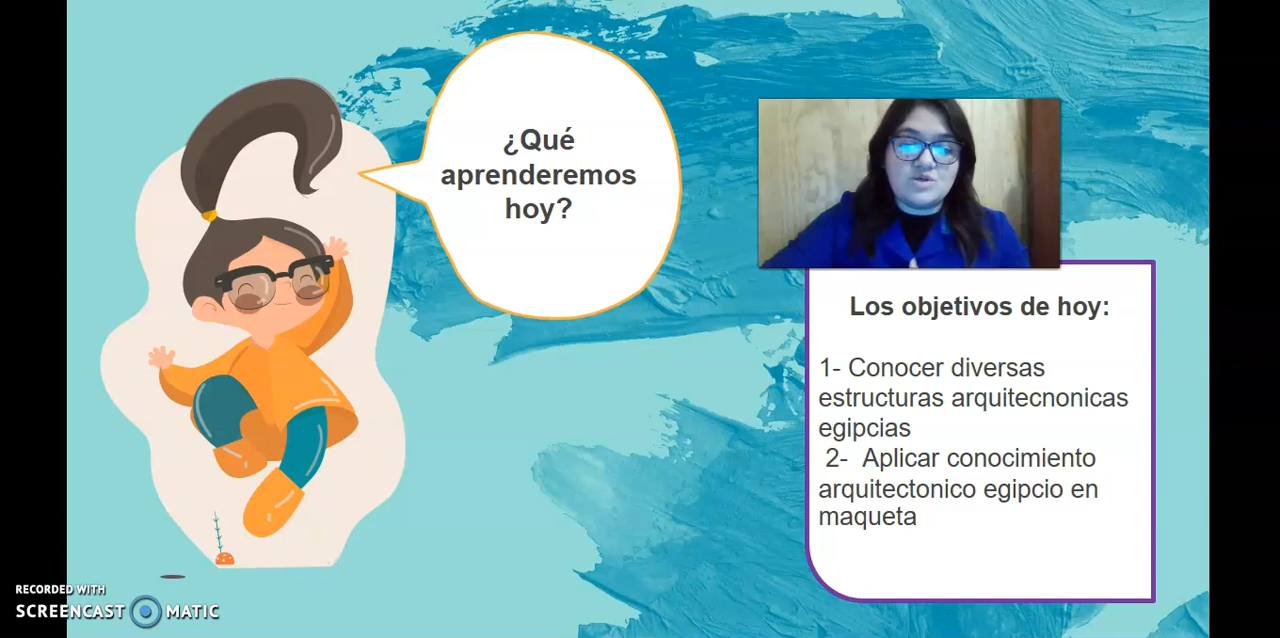 ¿Qué
aprenderemos
hoy?
Los objetivos de hoy:
1- Conocer diversas
estructuras arquitecnonicas
egipcias
2- Aplicar conocimiento
arquitectonico egipcio en
maqueta
RECORDED WITH
SCREENCAST MATIC